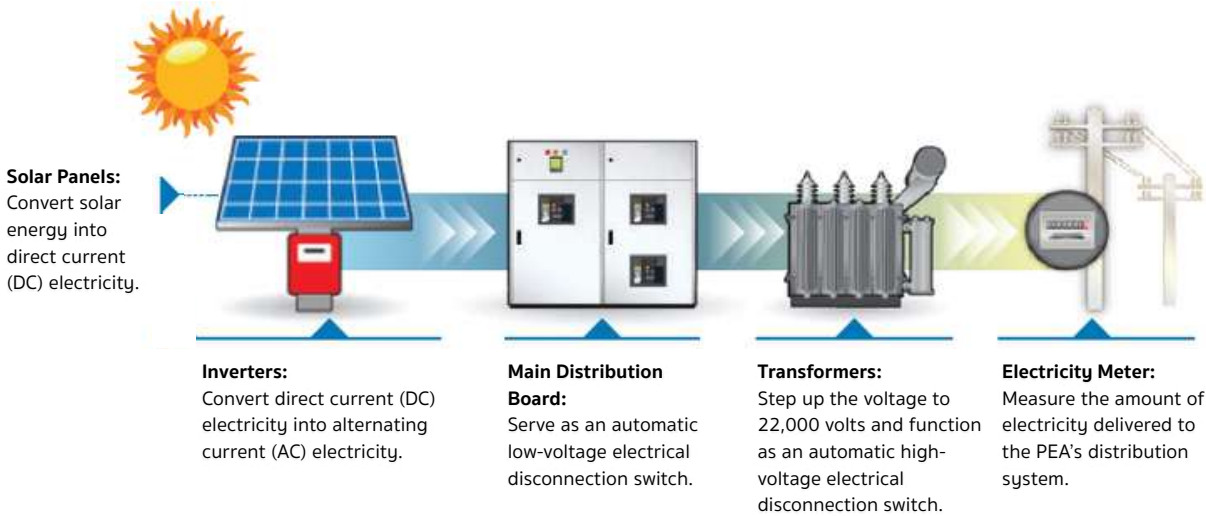 Solar Panels:
Convert solar
energy into
direct current
(DC) electricity.
Inverters:
Convert direct current (DC)
electricity into alternating
current (AC) electricity.
Main Distribution
Board:
Serve as an automatic
low-voltage electrical
disconnection switch.
Transformers:
Step up the voltage to
22,000 volts and function
as an automatic high-
voltage electrical
disconnection switch.
Electricity Meter:
Measure the amount of
electricity delivered to
the PEA’s distribution
system.